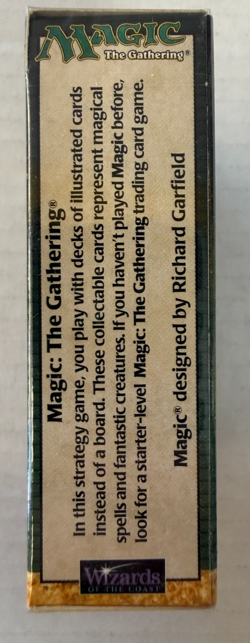 MAGIC
The Gathering®
Magic: The Gathering®
In this strategy game, you play with decks of illustrated cards
instead of a board. These collectable cards represent magical
spells and fantastic creatures. If you haven't played Magic before,
look for a starter-level Magic: The Gathering trading card game.
Magic® designed by Richard Garfield
Wizards
OF THE COAST